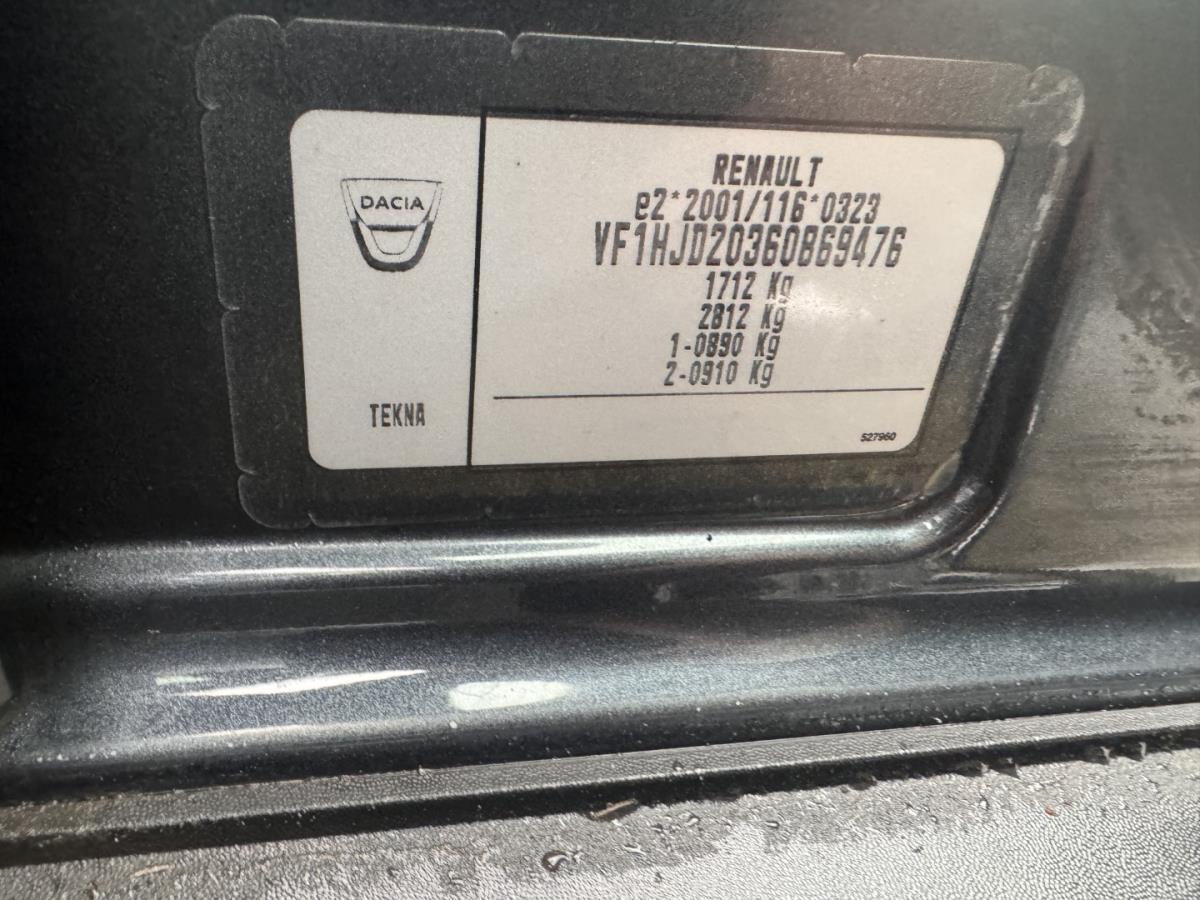 DACIA
TEKNA
RENAULT
e2*2001/116*0323
VF1HJD20360869476
1712 Kg
2812 Kg
1-0890 Kg
2-0910 Kg
527960